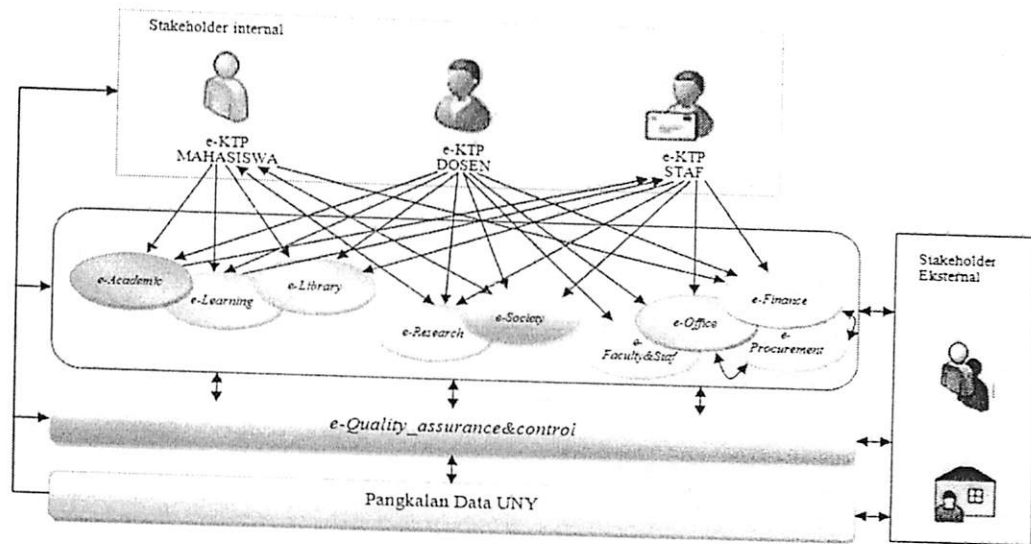 Stakeholder internal
e-KTP
MAHASISWA
e-KTP
DOSEN
e-KTP
STAF
e-Academic
e-Learning
e-Library
e-Research
e-Society
e-Office
e-
Faculty&Staf
e-Finance
e-
Procurement
Stakeholder
Eksternal
e-Quality_assurance&control
Pangkalan Data UNY